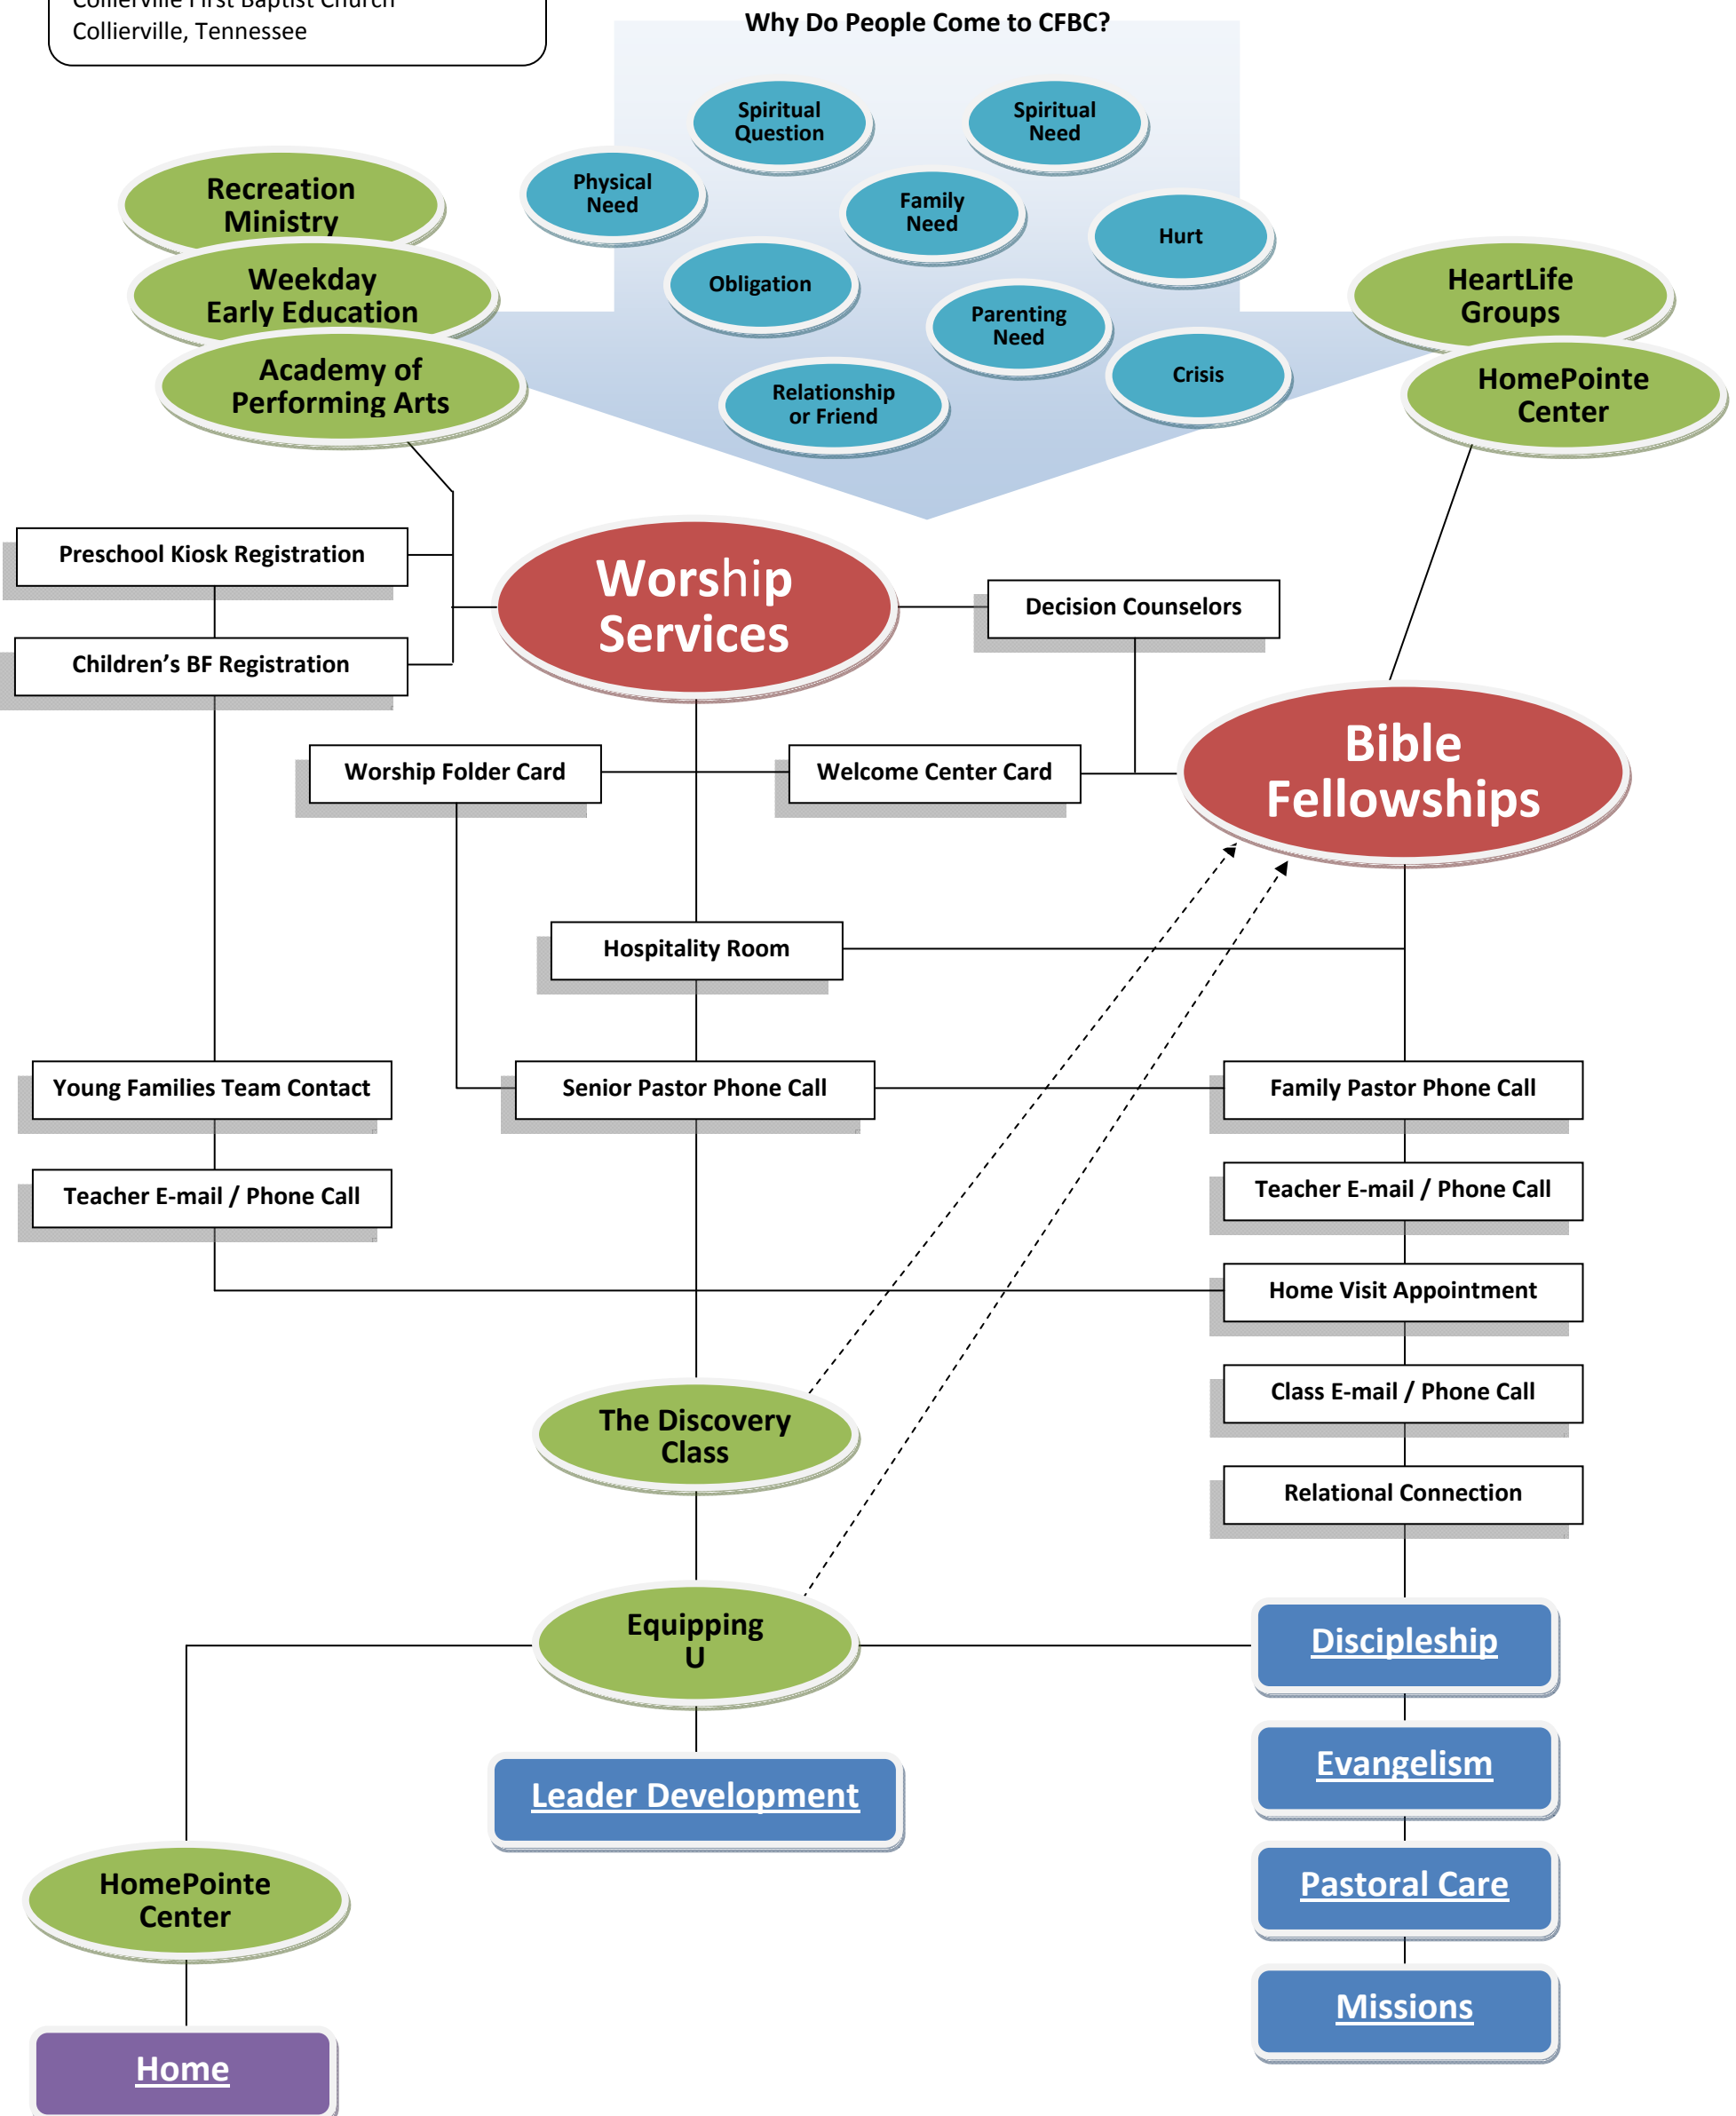 Collierville First Baptist Church
Collierville, Tennessee
Why Do People Come to CFBC?
Spiritual
Question
Spiritual
Need
Physical
Need
Family
Need
Hurt
Obligation
Parenting
Need
Crisis
Relationship
or Friend
Recreation
Ministry
Weekday
Early Education
Academy of
Performing Arts
HeartLife
Groups
HomePointe
Center
Preschool Kiosk Registration
Children's BF Registration
Worship
Services
Decision Counselors
Worship Folder Card
Welcome Center Card
Bible
Fellowships
Hospitality Room
Young Families Team Contact
Senior Pastor Phone Call
Family Pastor Phone Call
Teacher E-mail / Phone Call
Teacher E-mail / Phone Call
Home Visit Appointment
Class E-mail / Phone Call
The Discovery
Class
Relational Connection
Equipping
U
Discipleship
Leader Development
Evangelism
HomePointe
Center
Pastoral Care
Missions
Home